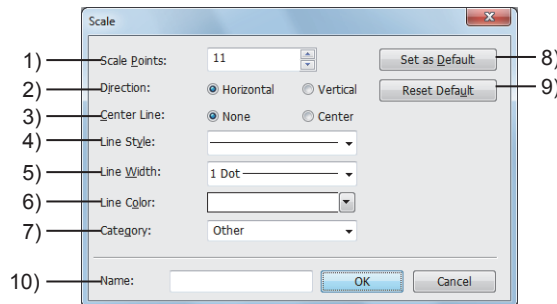 Scale
1) Scale Points: 11 Set as Default 8)
2) Direction: Horizontal Vertical Reset Default 9)
3) Center Line: None Center
4) Line Style:
5) Line Width: 1 Dot
6) Line Color:
7) Category: Other
10) Name: OK Cancel